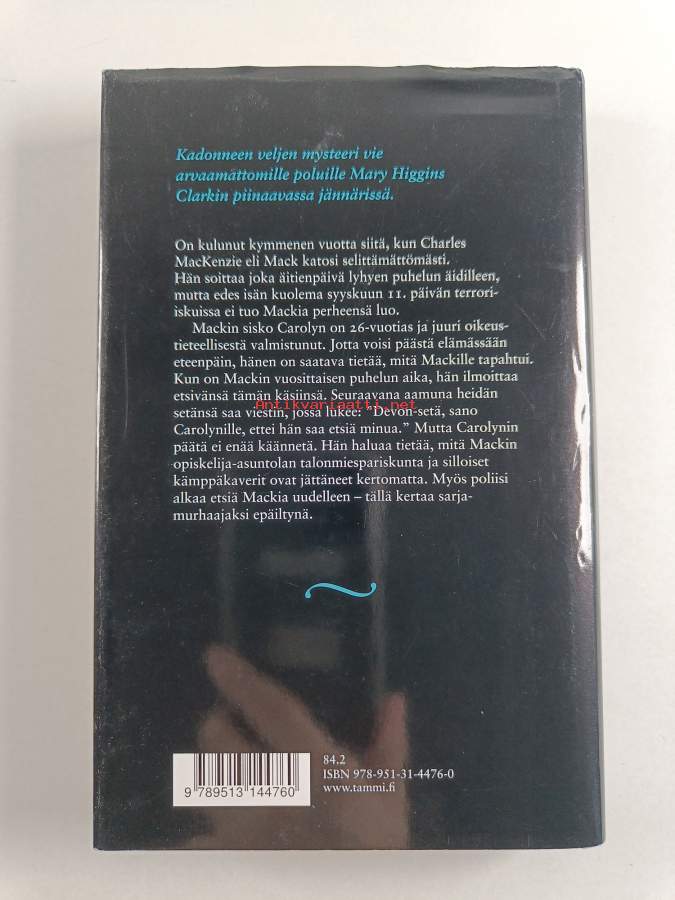 Kadonneen veljen mysteeri vie
arvaamattomille poluille Mary Higgins
Clarkin piinaavassa jännärissä.
On kulunut kymmenen vuotta siitä, kun Charles
MacKenzie eli Mack katosi selittämättömästi.
Hän soittaa joka äitienpäivä lyhyen puhelun äidilleen,
mutta edes isän kuolema syyskuun 11. päivän terrori-
iskuissa ei tuo Mackia perheensä luo.
Mackin sisko Carolyn on 26-vuotias ja juuri oikeus-
tieteellisestä valmistunut. Jotta voisi päästä elämässään
eteenpäin, hänen on saatava tietää, mitä Mackille tapahtui.
Kun on Mackin vuosittaisen puhelun aika, hän ilmoittaa
etsivänsä tämän käsiinsä. Seuraavana aamuna heidän
setänsä saa viestin, jossa lukee: "Devon-setä, sano
Antikvariaatti.net
Carolynille, ettei hän saa etsiä minua." Mutta Carolynin
päätä ei enää käännetä. Hän haluaa tietää, mitä Mackin
opiskelija-asuntolan talonmiespariskunta ja silloiset
kämppäkaverit ovat jättäneet kertomatta. Myös poliisi
alkaa etsiä Mackia uudelleen – tällä kertaa sarja-
murhaajaksi epäiltynä.
84.2
ISBN 978-951-31-4476-0
www.tammi.fi
9 789513 144760